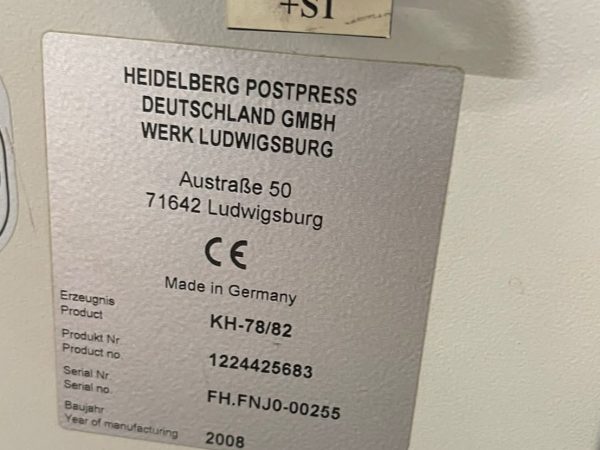 +S1
HEIDELBERG POSTPRESS
DEUTSCHLAND GMBH
WERK LUDWIGSBURG
Austraße 50
71642 Ludwigsburg
CE
Made in Germany
Erzeugnis
Product KH-78/82
Produkt Nr
Product no. 1224425683
Serial Nr
Serial no. FH.FNJ0-00255
Baujahr
Year of manufacturing 2008